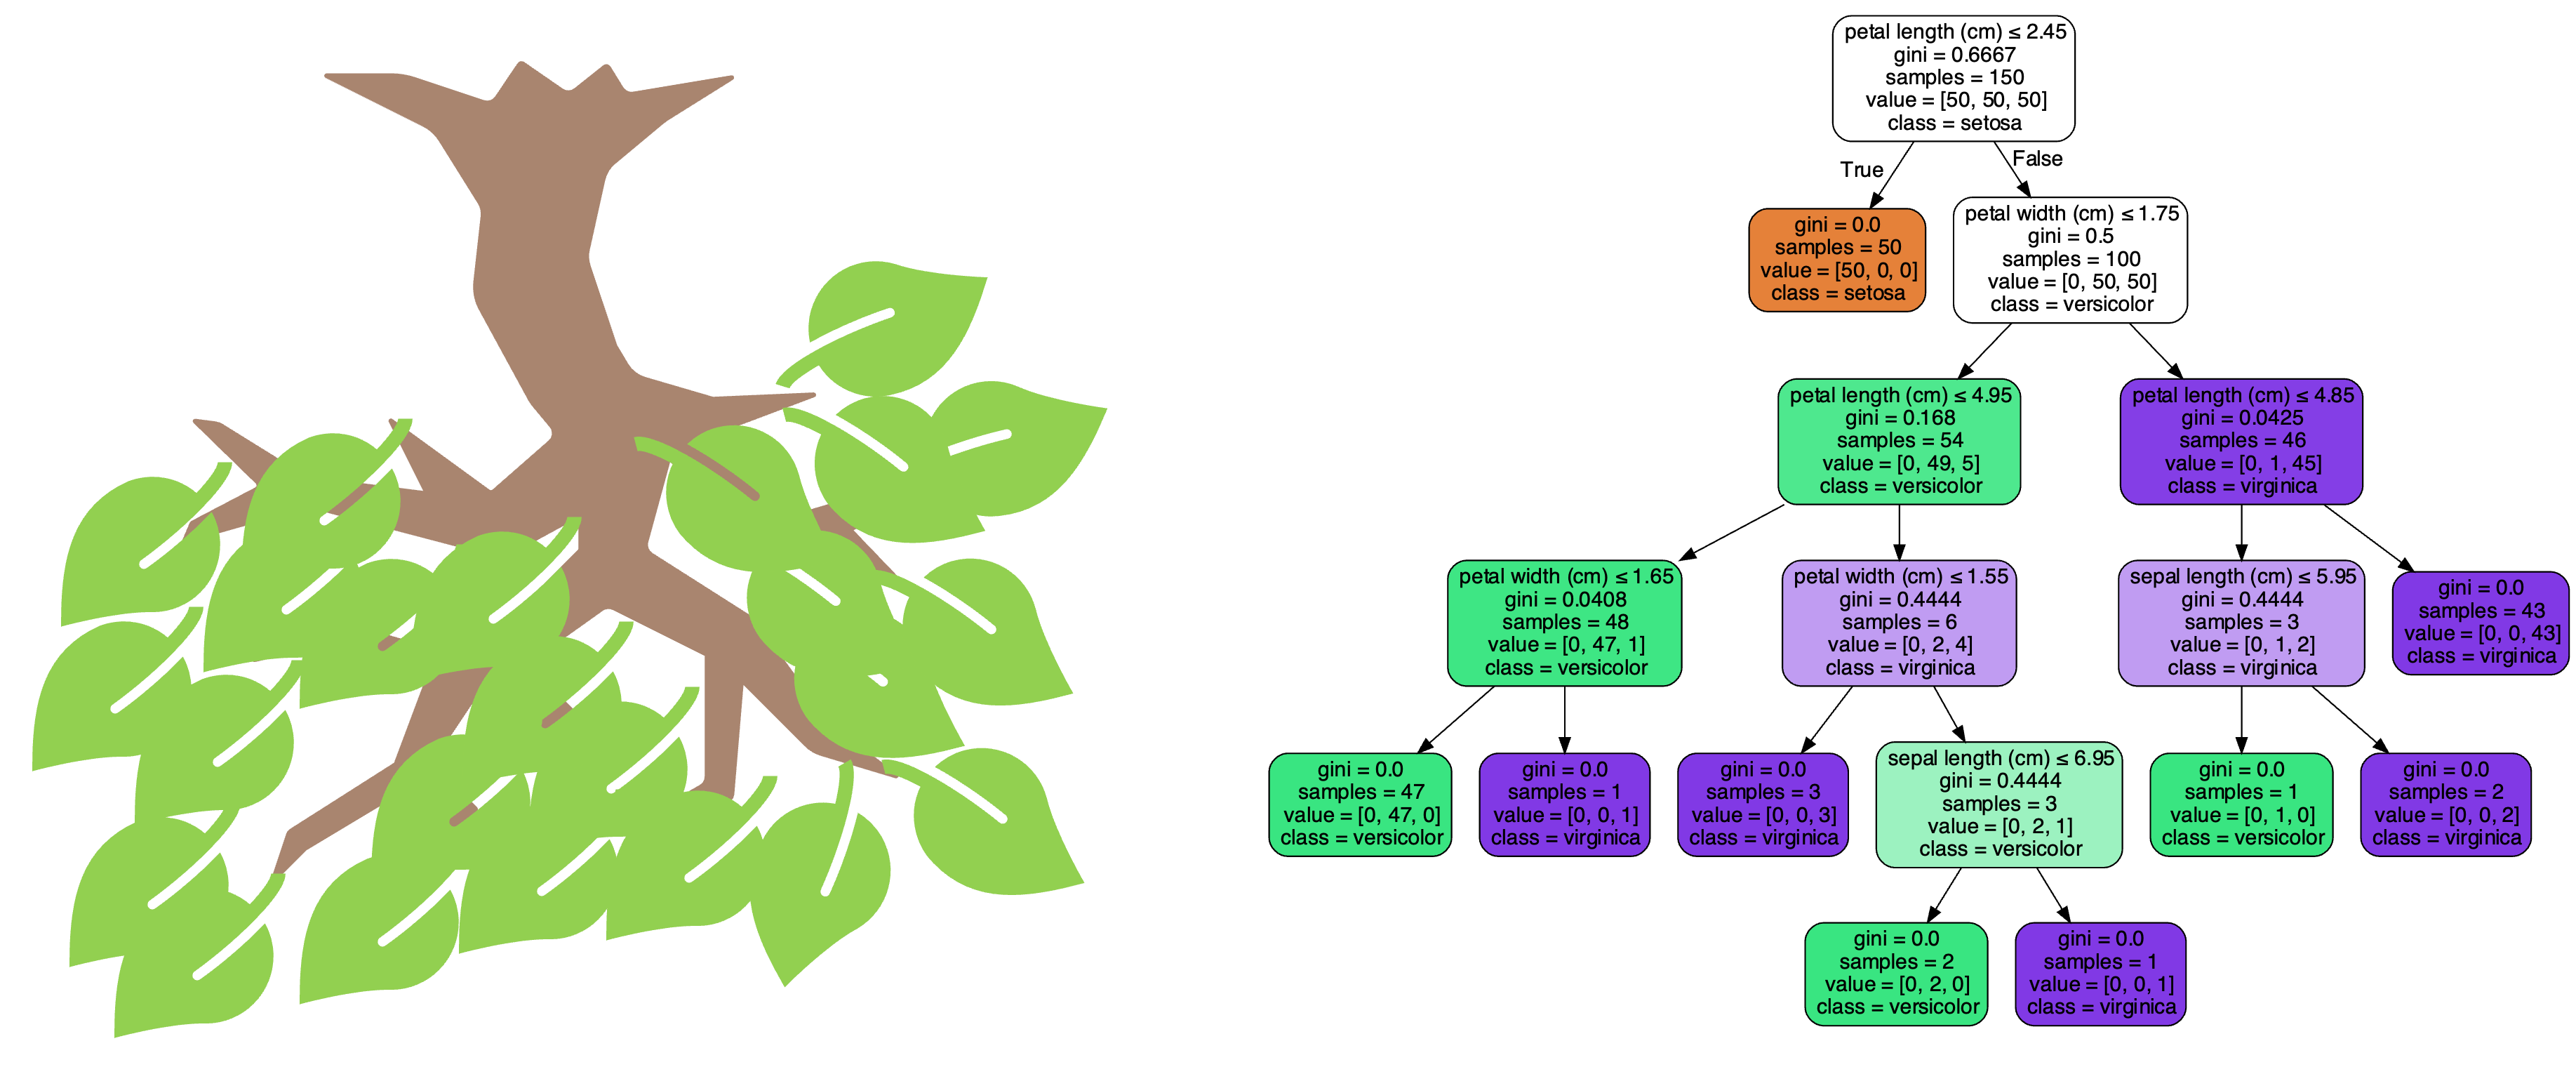 petal length (cm) ≤ 2.45
gini = 0.6667
samples = 150
value = [50, 50, 50]
class = setosa
True
False
gini = 0.0
samples = 50
value = [50, 0, 0]
class = setosa
petal width (cm) ≤ 1.75
gini = 0.5
samples = 100
value = [0, 50, 50]
class = versicolor
petal length (cm) ≤ 4.95
gini = 0.168
samples = 54
value = [0, 49, 5]
class = versicolor
petal length (cm) ≤ 4.85
gini = 0.0425
samples = 46
value = [0, 1, 45]
class = virginica
petal width (cm) ≤ 1.65
gini = 0.0408
samples = 48
value = [0, 47, 1]
class = versicolor
petal width (cm) ≤ 1.55
gini = 0.4444
samples = 6
value = [0, 2, 4]
class = virginica
sepal length (cm) ≤ 5.95
gini = 0.4444
samples = 3
value = [0, 1, 2]
class = virginica
gini = 0.0
samples = 43
value = [0, 0, 43]
class = virginica
gini = 0.0
samples = 47
value = [0, 47, 0]
class = versicolor
gini = 0.0
samples = 1
value = [0, 0, 1]
class = virginica
gini = 0.0
samples = 3
value = [0, 0, 3]
class = virginica
sepal length (cm) ≤ 6.95
gini = 0.4444
samples = 3
value = [0, 2, 1]
class = versicolor
gini = 0.0
samples = 1
value = [0, 1, 0]
class = versicolor
gini = 0.0
samples = 2
value = [0, 0, 2]
class = virginica
gini = 0.0
samples = 2
value = [0, 2, 0]
class = versicolor
gini = 0.0
samples = 1
value = [0, 0, 1]
class = virginica